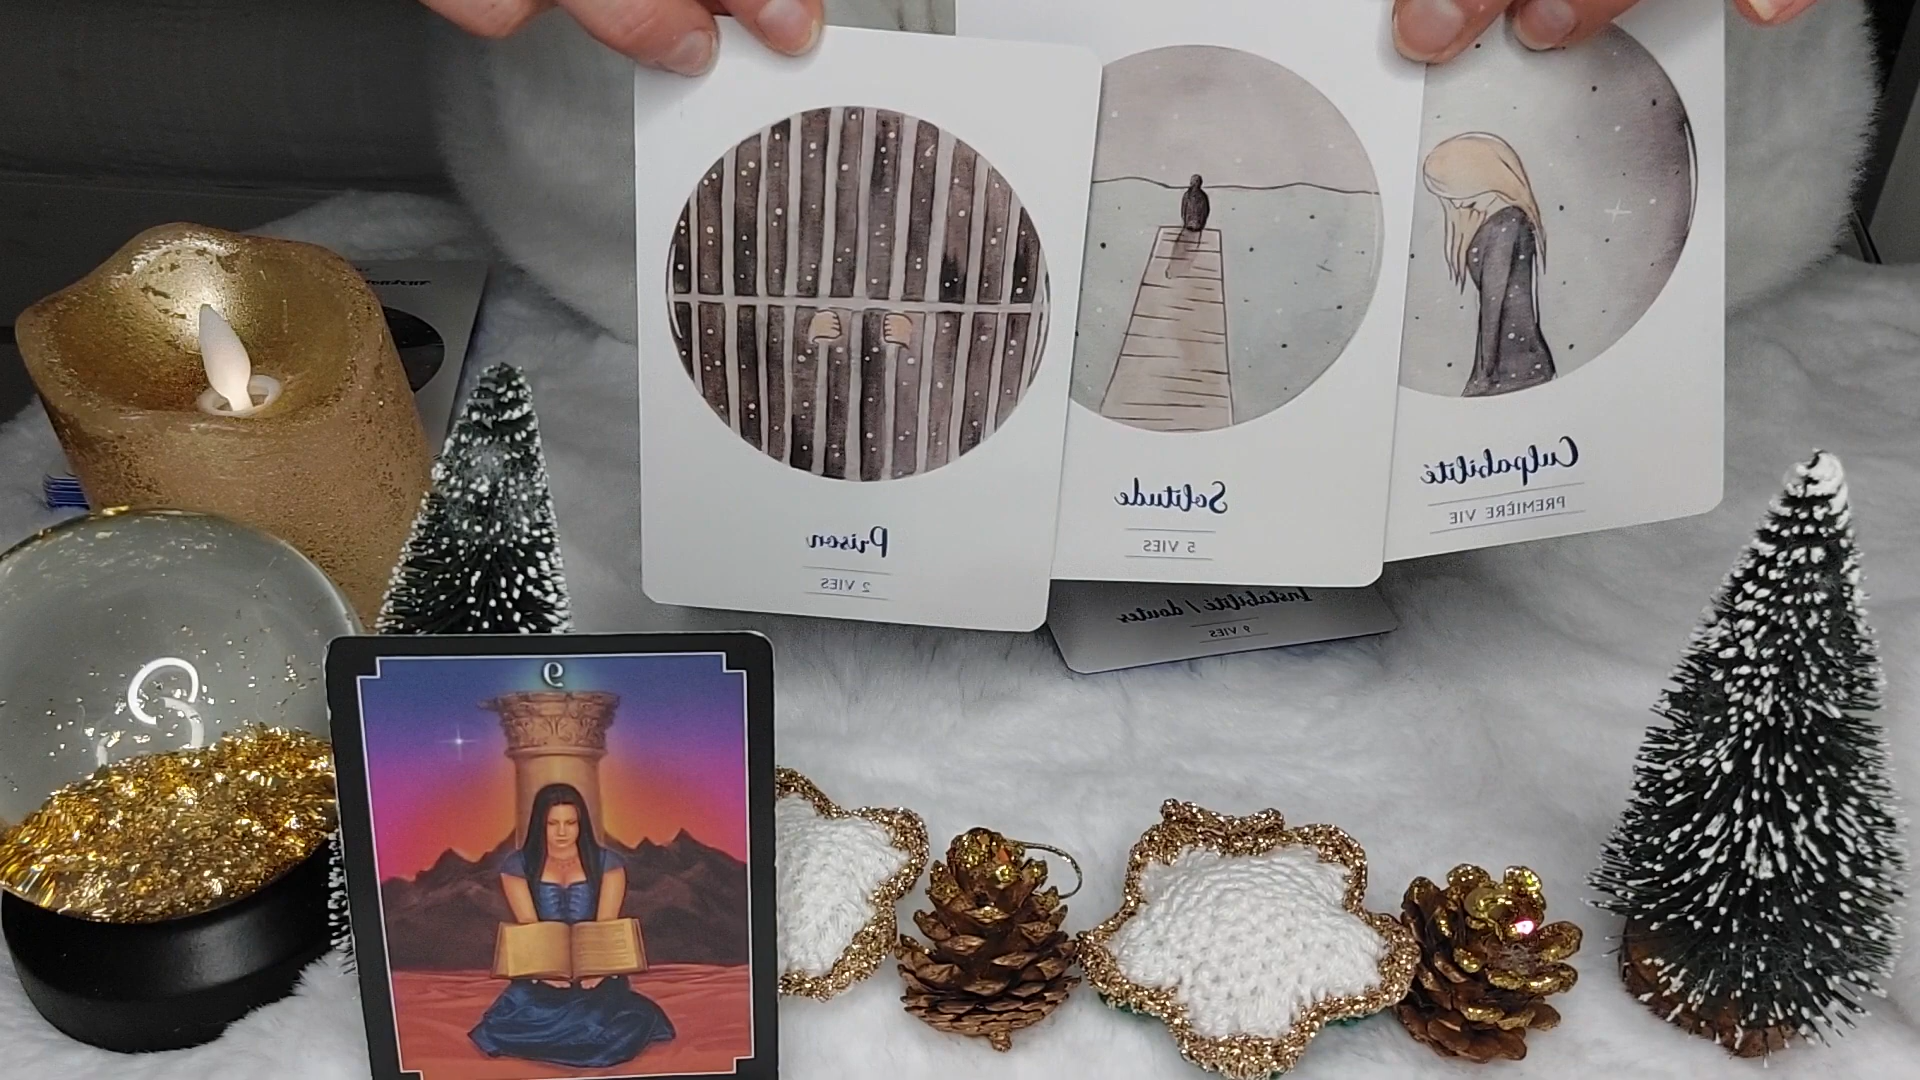 Prison
2 VIES
Solitude
5 VIES
Culpabilité
PREMIÈRE VIE
Instabilité / doutes
9 VIES
9